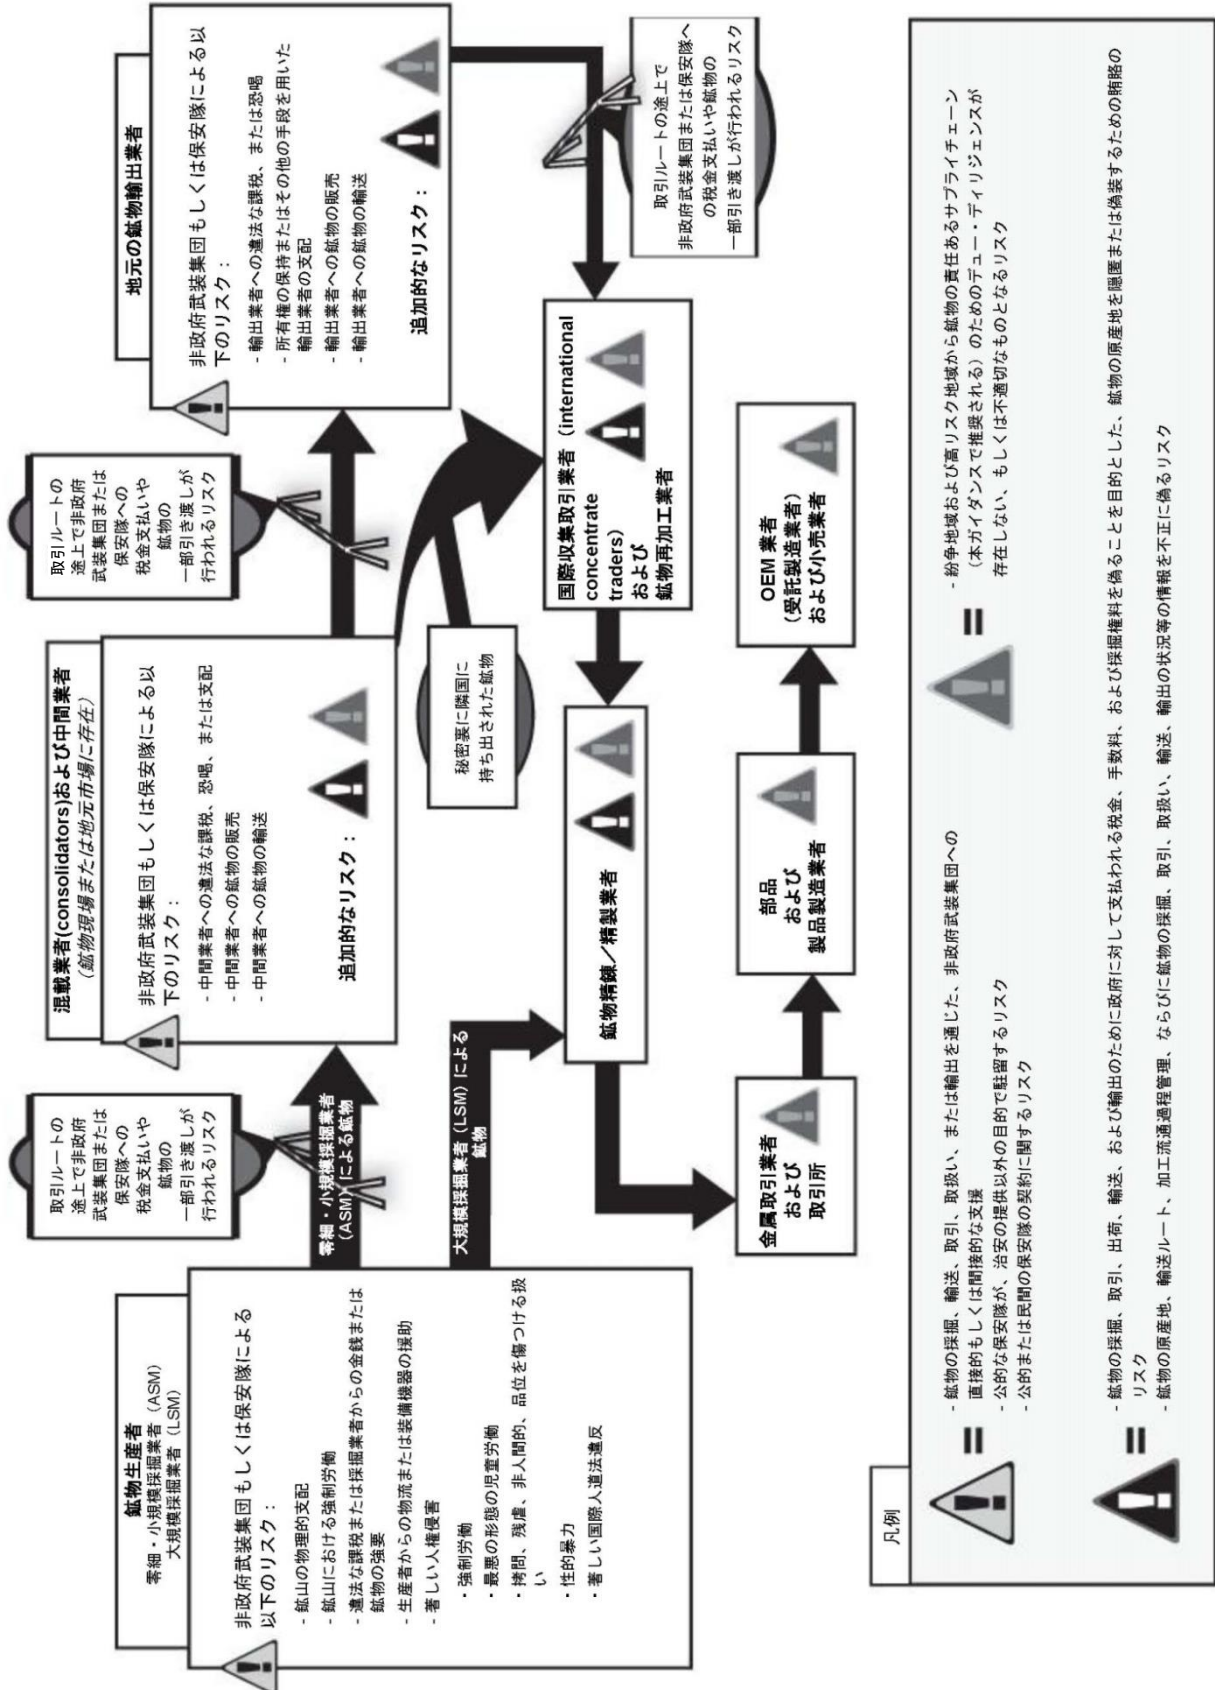 鉱物生産者
零細・小規模採掘業者（ASM）
大規模採掘業者（LSM）
非政府武装集団もしくは保安隊による
以下のリスク：
- 鉱山の物理的支配
- 鉱山における強制労働
- 違法な課税または採掘業者からの金銭または
鉱物の強要
- 生産者からの物流または装備機器の援助
- 著しい人権侵害
・強制労働
・最悪の形態の児童労働
・拷問、残虐、非人間的、品位を傷つける扱
い
・性的暴力
・著しい国際人道法違反
取引ルートの
途上で非政府
武装集団または
保安隊への
税金支払いや
鉱物の
一部引き渡しが
行われるリスク
零細・小規模採掘業者
（ASM）による鉱物
大規模採掘業者（LSM）による
鉱物
混載業者(consolidators)および中間業者
（鉱物現場または地元市場に存在）
非政府武装集団もしくは保安隊による以
下のリスク：
- 中間業者への違法な課税、恐喝、または支配
- 中間業者への鉱物の販売
- 中間業者への鉱物の輸送
追加的なリスク：
取引ルートの
途上で非政府
武装集団または
保安隊への
税金支払いや
鉱物の
一部引き渡しが
行われるリスク
秘密裏に隣国に
持ち出された鉱物
地元の鉱物輸出業者
非政府武装集団もしくは保安隊による以
下のリスク：
- 輸出業者への違法な課税、または恐喝
- 所有権の保持またはその他の手段を用いた
輸出業者の支配
- 輸出業者への鉱物の販売
- 輸出業者への鉱物の輸送
追加的なリスク：
取引ルートの途上で
非政府武装集団または保安隊へ
の税金支払いや鉱物の
一部引き渡しが行われるリスク
国際収集取引業者（international
concentrate
traders）
および
鉱物再加工業者
鉱物精錬／精製業者
金属取引業者
および
取引所
部品
および
製品製造業者
OEM 業者
（受託製造業者）
および小売業者
凡例
=
- 鉱物の採掘、輸送、取引、取扱い、または輸出を通じた、非政府武装集団への
直接的もしくは間接的な支援
- 公的な保安隊が、治安の提供以外の目的で駐留するリスク
- 公的または民間の保安隊の契約に関するリスク
=
- 紛争地域および高リスク地域から鉱物の責任あるサプライチェーン
（本ガイダンスで推奨される）のためのデュー・ディリジェンスが
存在しない、もしくは不適切なものとなるリスク
=
- 鉱物の採掘、取引、出荷、輸送、および輸出のために政府に対して支払われる税金、手数料、および採掘権料を偽ることを目的とした、鉱物の原産地を隠匿または偽装するための賄賂の
リスク
- 鉱物の原産地、輸送ルート、加工流通過程管理、ならびに鉱物の採掘、取引、取扱い、輸送、輸出の状況等の情報を不正に偽るリスク